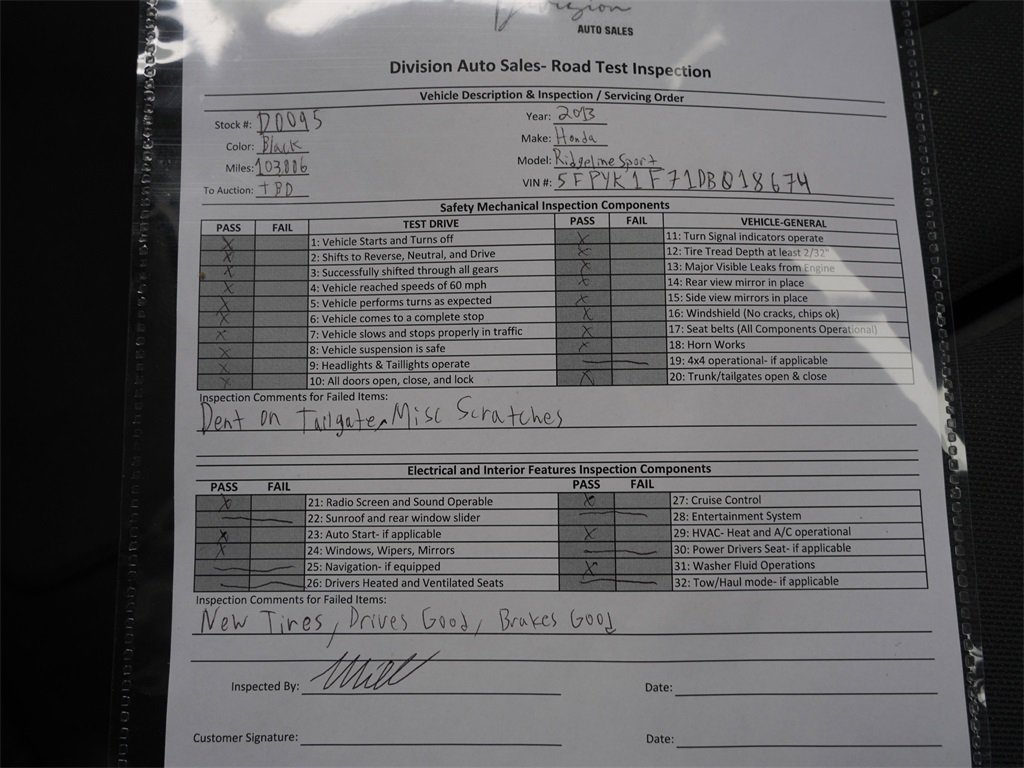 Division
AUTO SALES
Division Auto Sales- Road Test Inspection
Vehicle Description & Inspection / Servicing Order
Stock #: D0095 Year: 2013
Color: Black Make: Honda
Miles: 103,006 Model: Ridgeline Sport
To Auction: TBD VIN #: 5FPYK1F71DB018674
Safety Mechanical Inspection Components
PASS FAIL TEST DRIVE PASS FAIL VEHICLE-GENERAL
X 1: Vehicle Starts and Turns off X 11: Turn Signal indicators operate
X 2: Shifts to Reverse, Neutral, and Drive X 12: Tire Tread Depth at least 2/32"
X 3: Successfully shifted through all gears X 13: Major Visible Leaks from Engine
X 4: Vehicle reached speeds of 60 mph X 14: Rear view mirror in place
X 5: Vehicle performs turns as expected X 15: Side view mirrors in place
X 6: Vehicle comes to a complete stop X 16: Windshield (No cracks, chips ok)
X 7: Vehicle slows and stops properly in traffic X 17: Seat belts (All Components Operational)
X 8: Vehicle suspension is safe X 18: Horn Works
X 9: Headlights & Taillights operate 19: 4x4 operational- if applicable
X 10: All doors open, close, and lock X 20: Trunk/tailgates open & close
Inspection Comments for Failed Items:
Dent on Tailgate, Misc Scratches
Electrical and Interior Features Inspection Components
PASS FAIL PASS FAIL
X 21: Radio Screen and Sound Operable X 27: Cruise Control
22: Sunroof and rear window slider 28: Entertainment System
X 23: Auto Start- if applicable X 29: HVAC- Heat and A/C operational
X 24: Windows, Wipers, Mirrors 30: Power Drivers Seat- if applicable
25: Navigation- if equipped X 31: Washer Fluid Operations
26: Drivers Heated and Ventilated Seats 32: Tow/Haul mode- if applicable
Inspection Comments for Failed Items:
New Tires, Drives Good, Brakes Good
Inspected By: Date:
Customer Signature: Date: